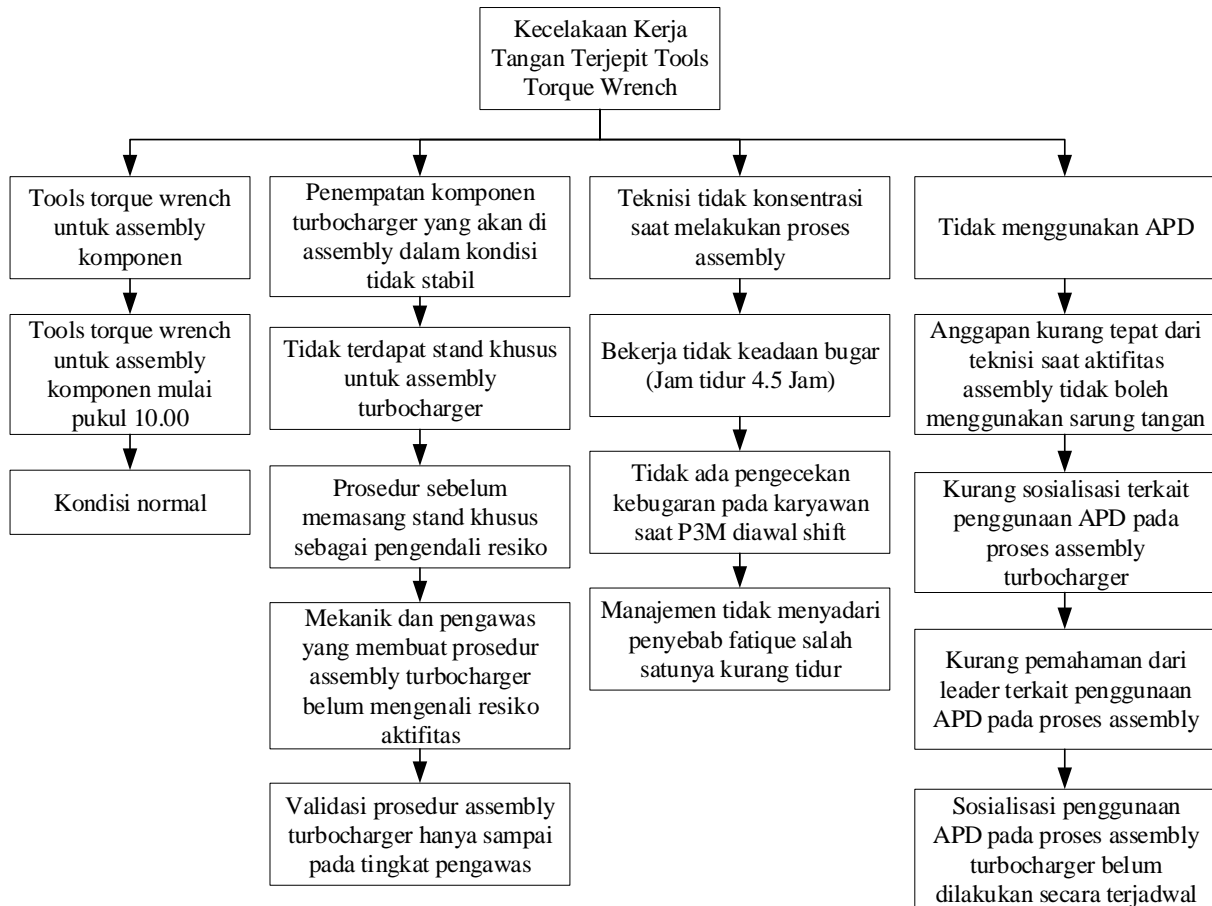 Kecelakaan Kerja
Tangan Terjepit Tools
Torque Wrench
Tools torque wrench
untuk assembly
komponen
Penempatan komponen
turbocharger yang akan di
assembly dalam kondisi
tidak stabil
Teknisi tidak konsentrasi
saat melakukan proses
assembly
Tidak menggunakan APD
Tools torque wrench
untuk assembly
komponen mulai
pukul 10.00
Tidak terdapat stand khusus
untuk assembly
turbocharger
Bekerja tidak keadaan bugar
(Jam tidur 4.5 Jam)
Anggapan kurang tepat dari
teknisi saat aktifitas
assembly tidak boleh
menggunakan sarung tangan
Kondisi normal
Prosedur sebelum
memasang stand khusus
sebagai pengendali resiko
Tidak ada pengecekan
kebugaran pada karyawan
saat P3M diawal shift
Kurang sosialisasi terkait
penggunaan APD pada
proses assembly
turbocharger
Mekanik dan pengawas
yang membuat prosedur
assembly turbocharger
belum mengenali resiko
aktifitas
Manajemen tidak menyadari
penyebab fatique salah
satunya kurang tidur
Kurang pemahaman dari
leader terkait penggunaan
APD pada proses assembly
Validasi prosedur assembly
turbocharger hanya sampai
pada tingkat pengawas
Sosialisasi penggunaan
APD pada proses assembly
turbocharger belum
dilakukan secara terjadwal